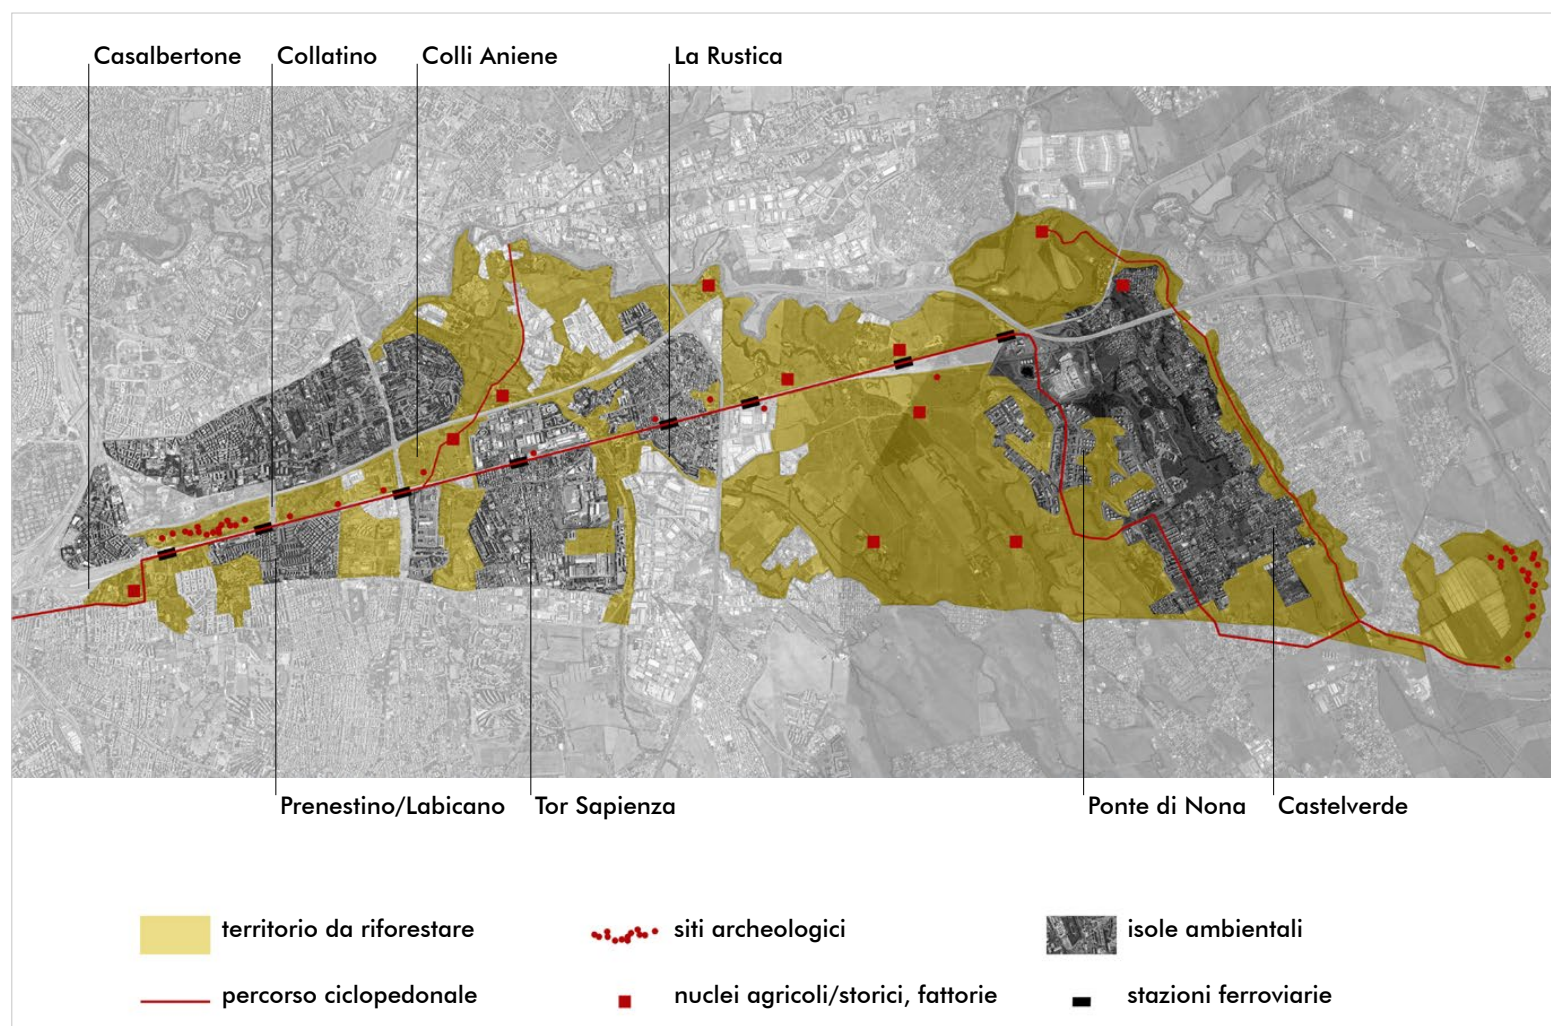 Casalbertone
Collatino
Colli Aniene
La Rustica
Prenestino/Labicano
Tor Sapienza
Ponte di Nona
Castelverde
territorio da riforestare
siti archeologici
isole ambientali
percorso ciclopedonale
nuclei agricoli/storici, fattorie
stazioni ferroviarie